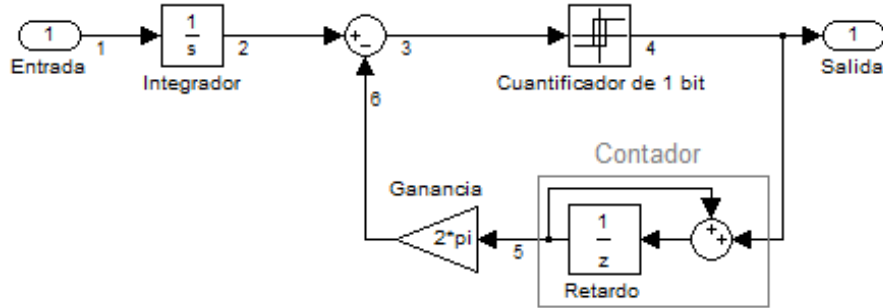 1
Entrada
1
1
s
Integrador
2
+
−
3
Cuantificador de 1 bit
4
1
Salida
6
Contador
Ganancia
2*pi
5
1
z
Retardo
+
+